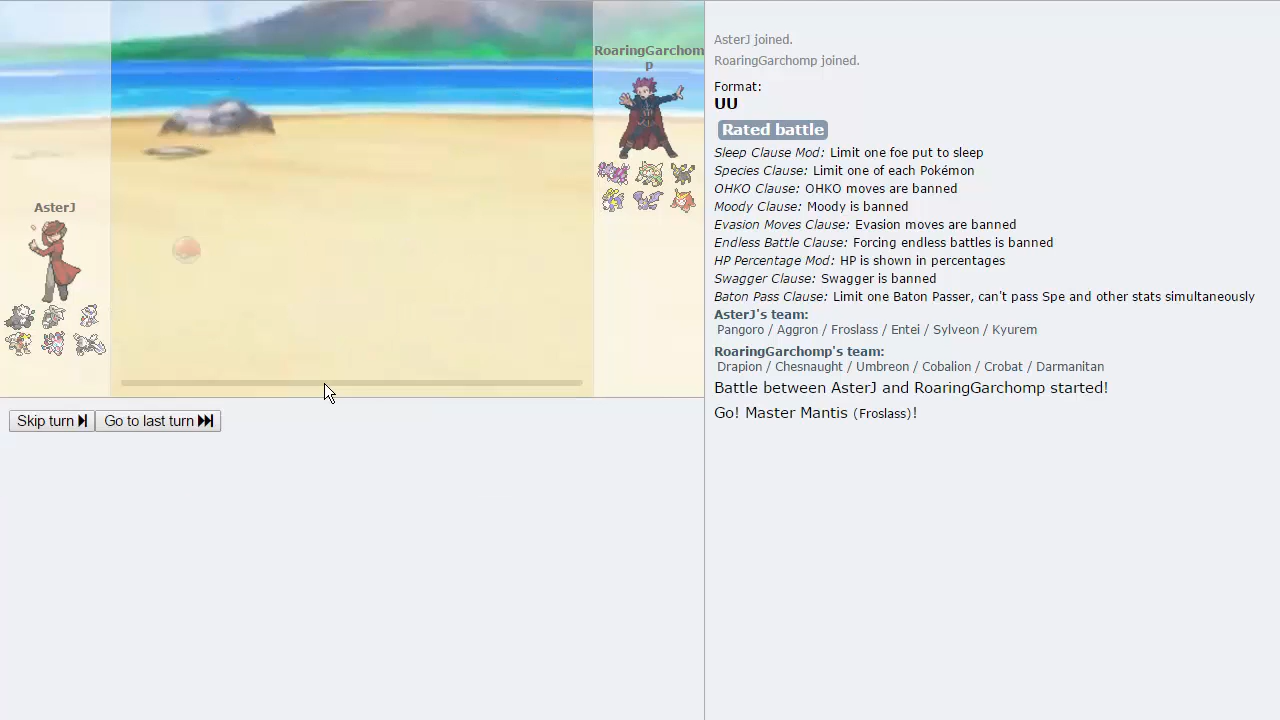 RoaringGarchom
p
AsterJ
Skip turn
Go to last turn
AsterJ joined.
RoaringGarchomp joined.
Format:
UU
Rated battle
Sleep Clause Mod: Limit one foe put to sleep
Species Clause: Limit one of each Pokémon
OHKO Clause: OHKO moves are banned
Moody Clause: Moody is banned
Evasion Moves Clause: Evasion moves are banned
Endless Battle Clause: Forcing endless battles is banned
HP Percentage Mod: HP is shown in percentages
Swagger Clause: Swagger is banned
Baton Pass Clause: Limit one Baton Passer, can't pass Spe and other stats simultaneously
AsterJ's team:
Pangoro / Aggron / Froslass / Entei / Sylveon / Kyurem
RoaringGarchomp's team:
Drapion / Chesnaught / Umbreon / Cobalion / Crobat / Darmanitan
Battle between AsterJ and RoaringGarchomp started!
Go! Master Mantis (Froslass)!